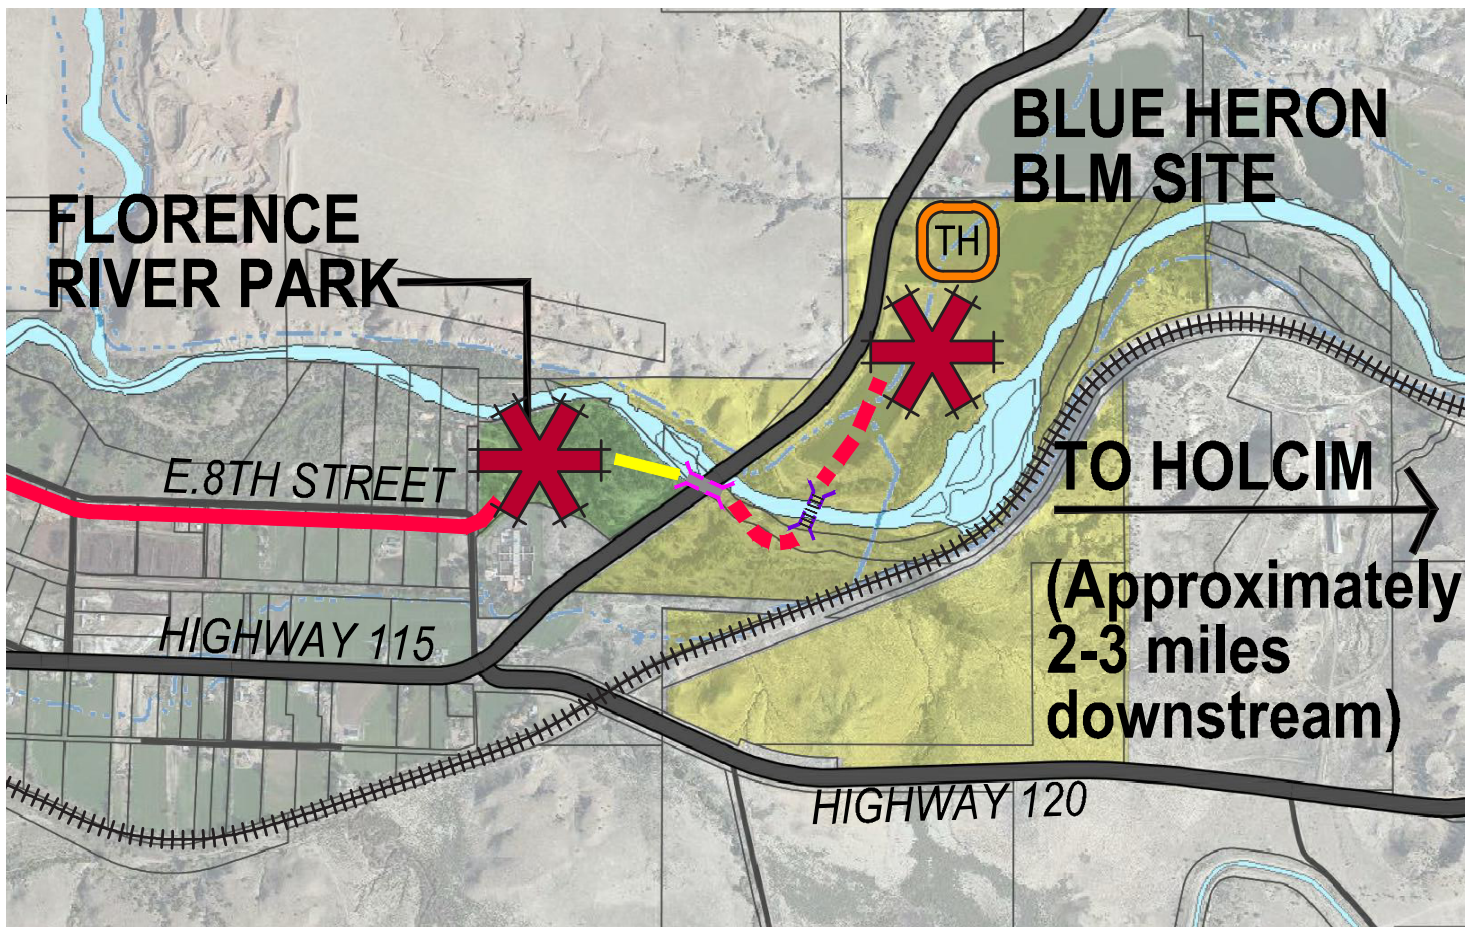 BLUE HERON
BLM SITE
FLORENCE
RIVER PARK
TH
E.8TH STREET
TO HOLCIM
(Approximately
2-3 miles
downstream)
HIGHWAY 115
HIGHWAY 120